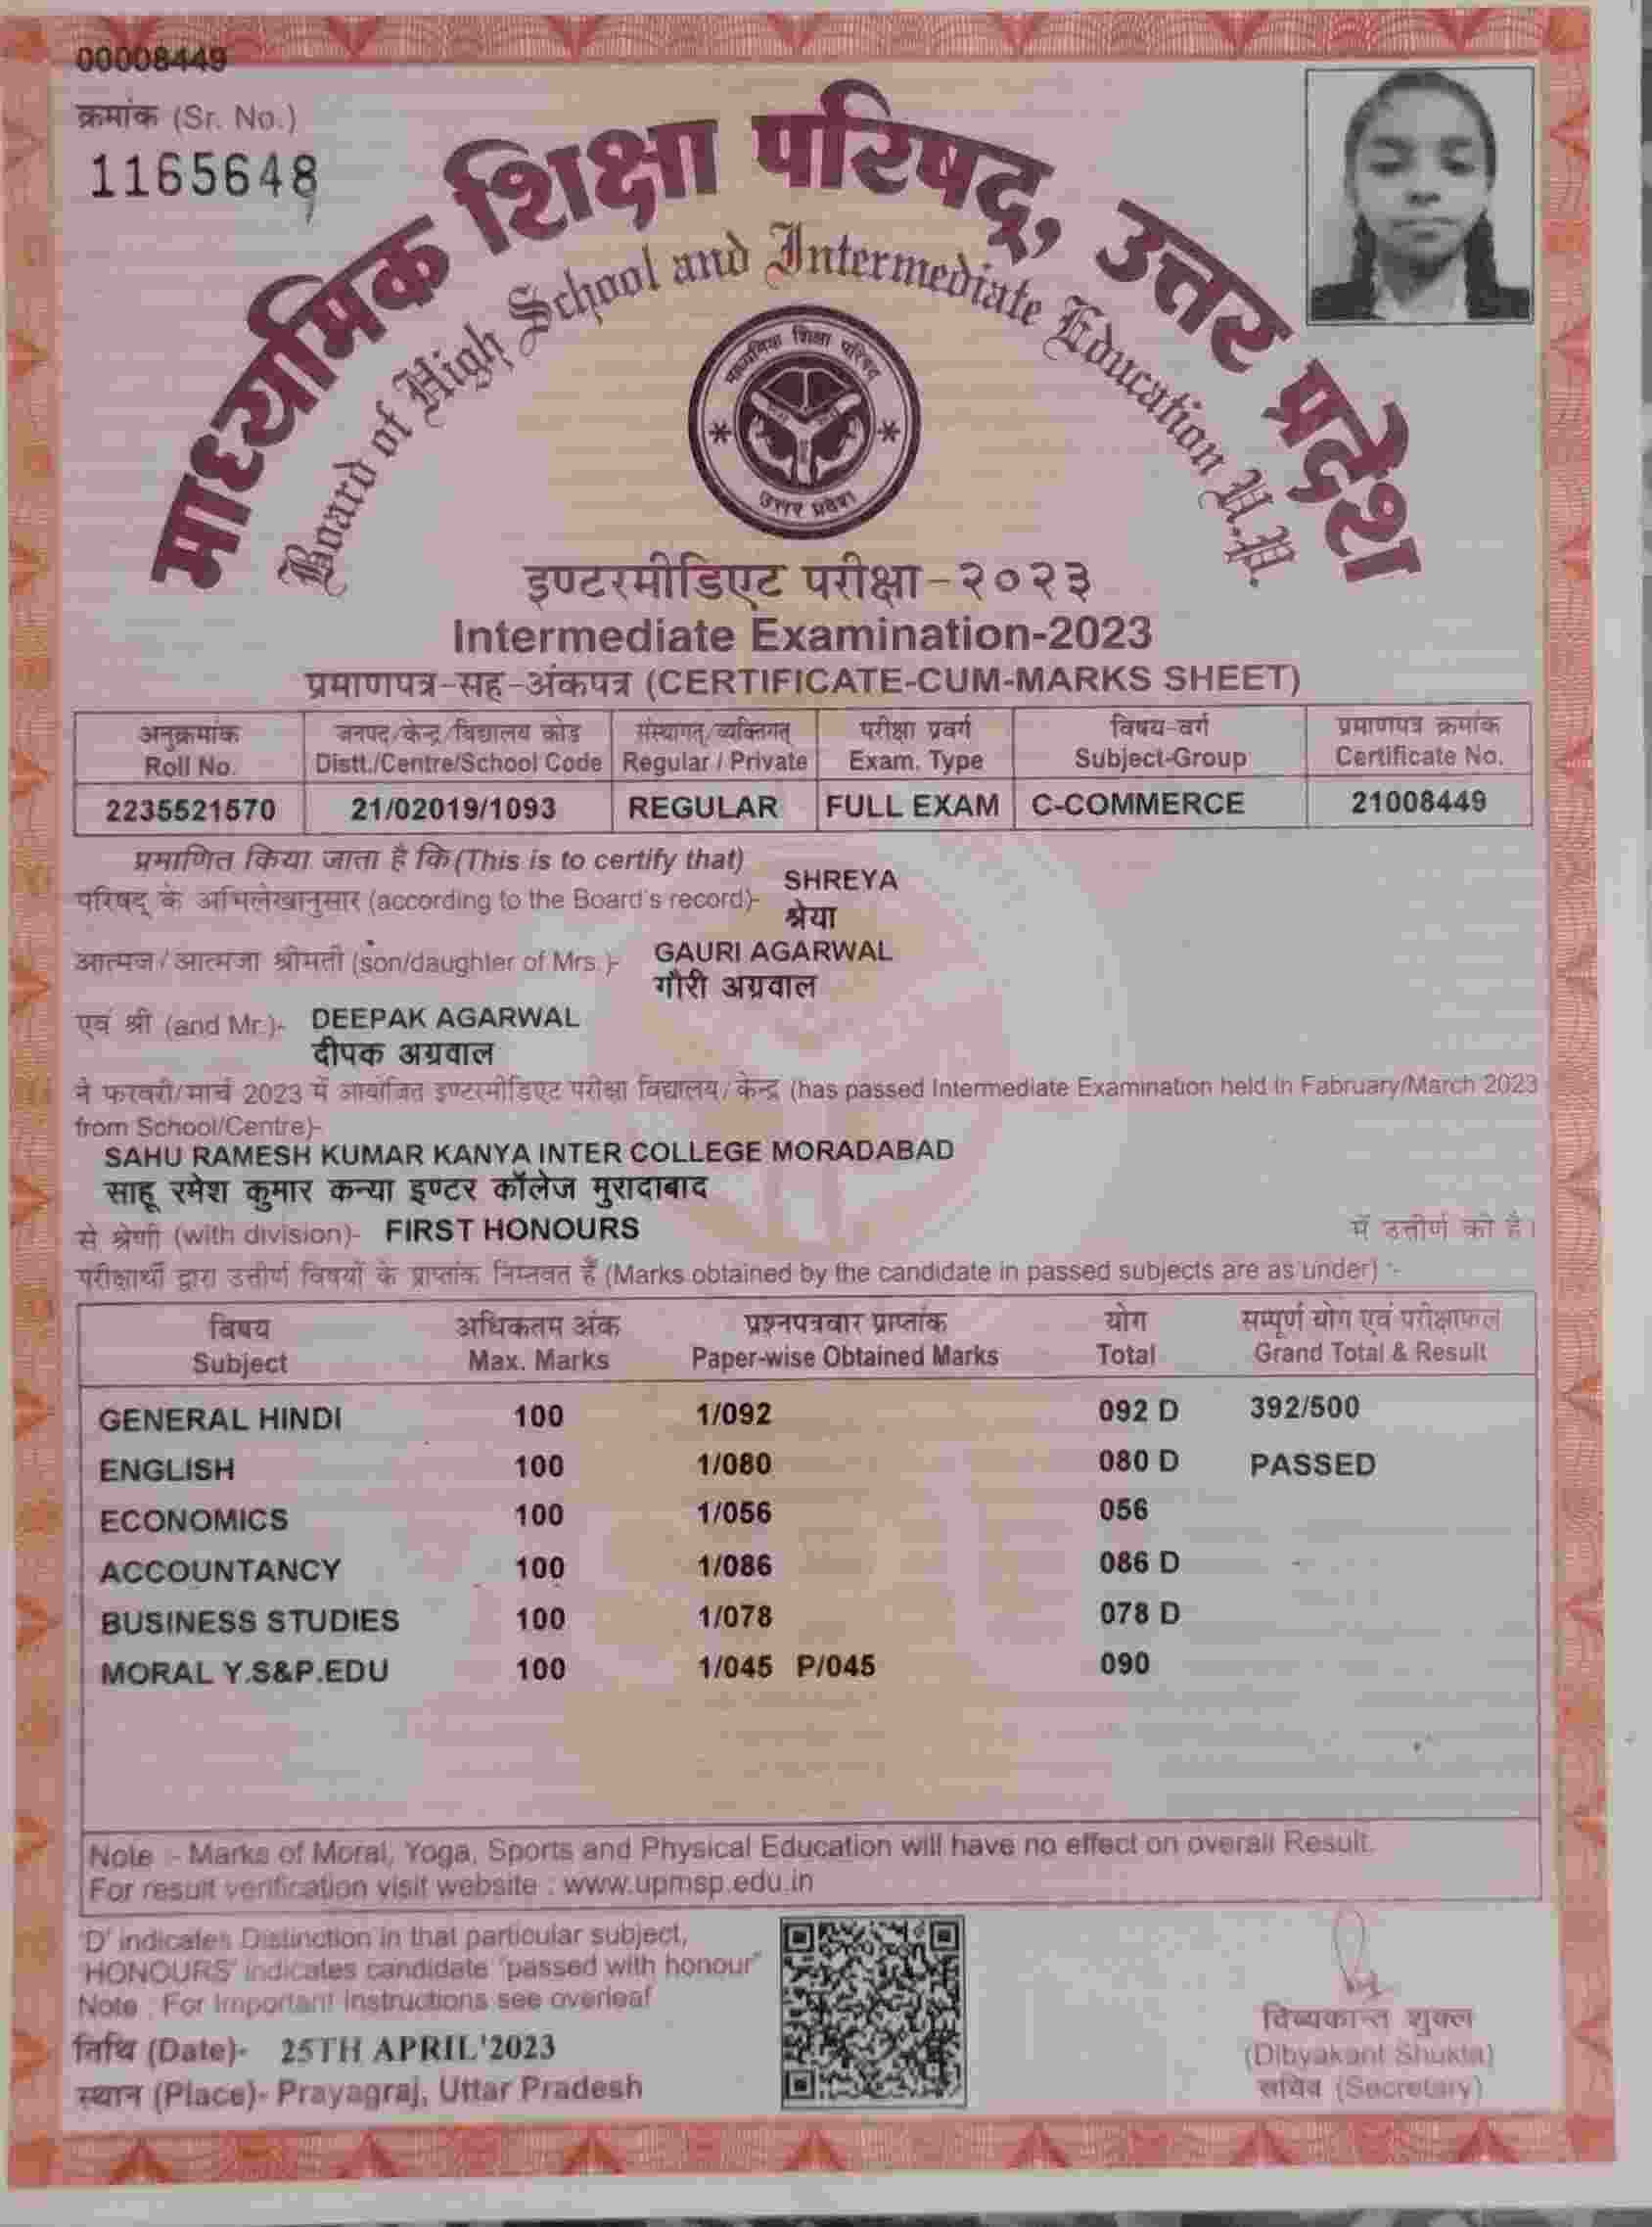 00008449
क्रमांक (Sr. No.)
1165648
माध्यमिक शिक्षा परिषद्, उत्तर प्रदेश
Board of High School and Intermediate Education U.P.
माध्यमिक शिक्षा परिषद
उत्तर प्रदेश
इण्टरमीडिएट परीक्षा-२०२३
Intermediate Examination-2023
प्रमाणपत्र-सह-अंकपत्र (CERTIFICATE-CUM-MARKS SHEET)
अनुक्रमांक जनपद/केन्द्र/विद्यालय कोड संस्थागत/व्यक्तिगत परीक्षा प्रवर्ग विषय-वर्ग प्रमाणपत्र क्रमांक
Roll No. Distt./Centre/School Code Regular / Private Exam. Type Subject-Group Certificate No.
2235521570 21/02019/1093 REGULAR FULL EXAM C-COMMERCE 21008449
प्रमाणित किया जाता है कि (This is to certify that)
परिषद् के अभिलेखानुसार (according to the Board's record)- SHREYA
श्रेया
आत्मज/आत्मजा श्रीमती (son/daughter of Mrs.)- GAURI AGARWAL
गौरी अग्रवाल
एवं श्री (and Mr.)- DEEPAK AGARWAL
दीपक अग्रवाल
ने फरवरी/मार्च 2023 में आयोजित इण्टरमीडिएट परीक्षा विद्यालय/केन्द्र (has passed Intermediate Examination held in Fabruary/March 2023
from School/Centre)-
SAHU RAMESH KUMAR KANYA INTER COLLEGE MORADABAD
साहू रमेश कुमार कन्या इण्टर कॉलेज मुरादाबाद
से श्रेणी (with division)- FIRST HONOURS में उत्तीर्ण की है।
परीक्षार्थी द्वारा उत्तीर्ण विषयों के प्राप्तांक निम्नवत हैं (Marks obtained by the candidate in passed subjects are as under) :-
विषय अधिकतम अंक प्रश्नपत्रवार प्राप्तांक योग सम्पूर्ण योग एवं परीक्षाफल
Subject Max. Marks Paper-wise Obtained Marks Total Grand Total & Result
GENERAL HINDI 100 1/092 092 D 392/500
ENGLISH 100 1/080 080 D PASSED
ECONOMICS 100 1/056 056
ACCOUNTANCY 100 1/086 086 D
BUSINESS STUDIES 100 1/078 078 D
MORAL Y.S&P.EDU 100 1/045 P/045 090
Note :- Marks of Moral, Yoga, Sports and Physical Education will have no effect on overall Result.
For result verification visit website : www.upmsp.edu.in
'D' indicates Distinction in that particular subject,
'HONOURS' indicates candidate "passed with honour"
Note : For Important instructions see overleaf
तिथि (Date)- 25TH APRIL'2023
स्थान (Place)- Prayagraj, Uttar Pradesh
दिब्यकान्त शुक्ल
(Dibyakant Shukla)
सचिव (Secretary)